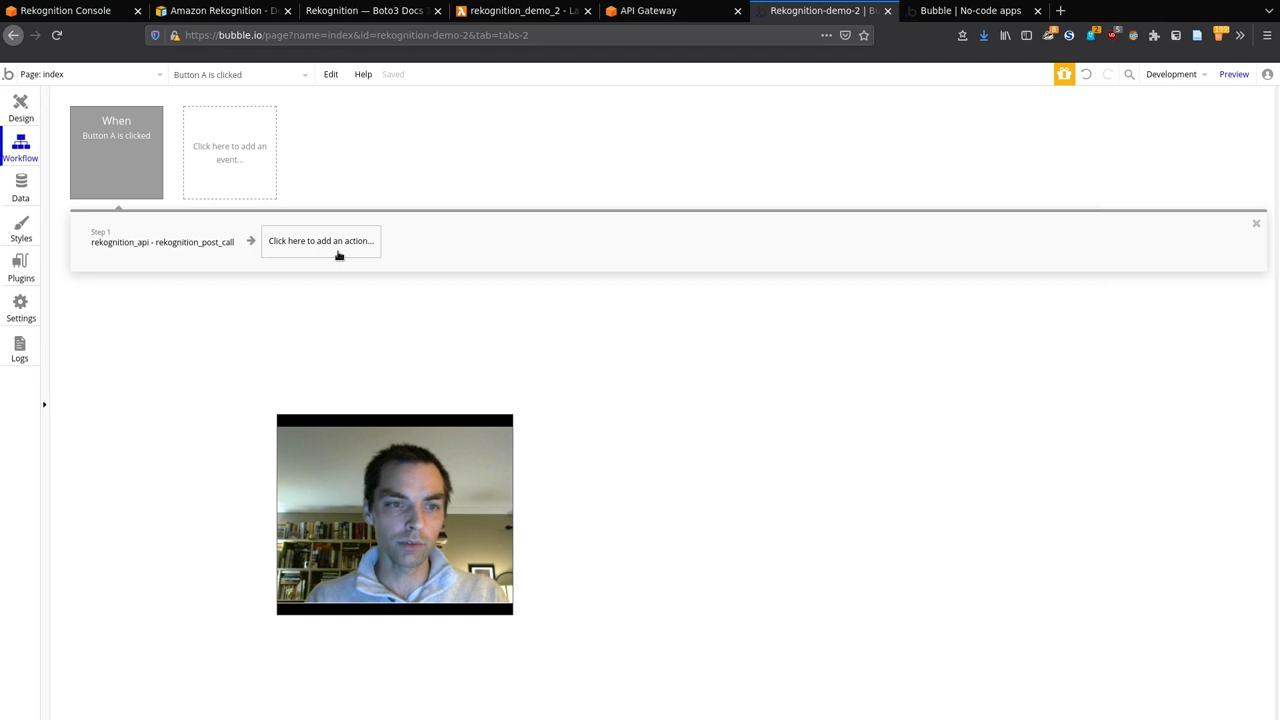 Rekognition Console
Amazon Rekognition - D
Rekognition — Boto3 Docs
rekognition_demo_2 - La
API Gateway
Rekognition-demo-2 | Bu
Bubble | No-code apps
https://bubble.io/page?name=index&id=rekognition-demo-2&tab=tabs-2
Page: index
Button A is clicked
Edit
Help
Saved
Development
Preview
Design
Workflow
Data
Styles
Plugins
Settings
Logs
When
Button A is clicked
Click here to add an
event...
Step 1
rekognition_api - rekognition_post_call
Click here to add an action...